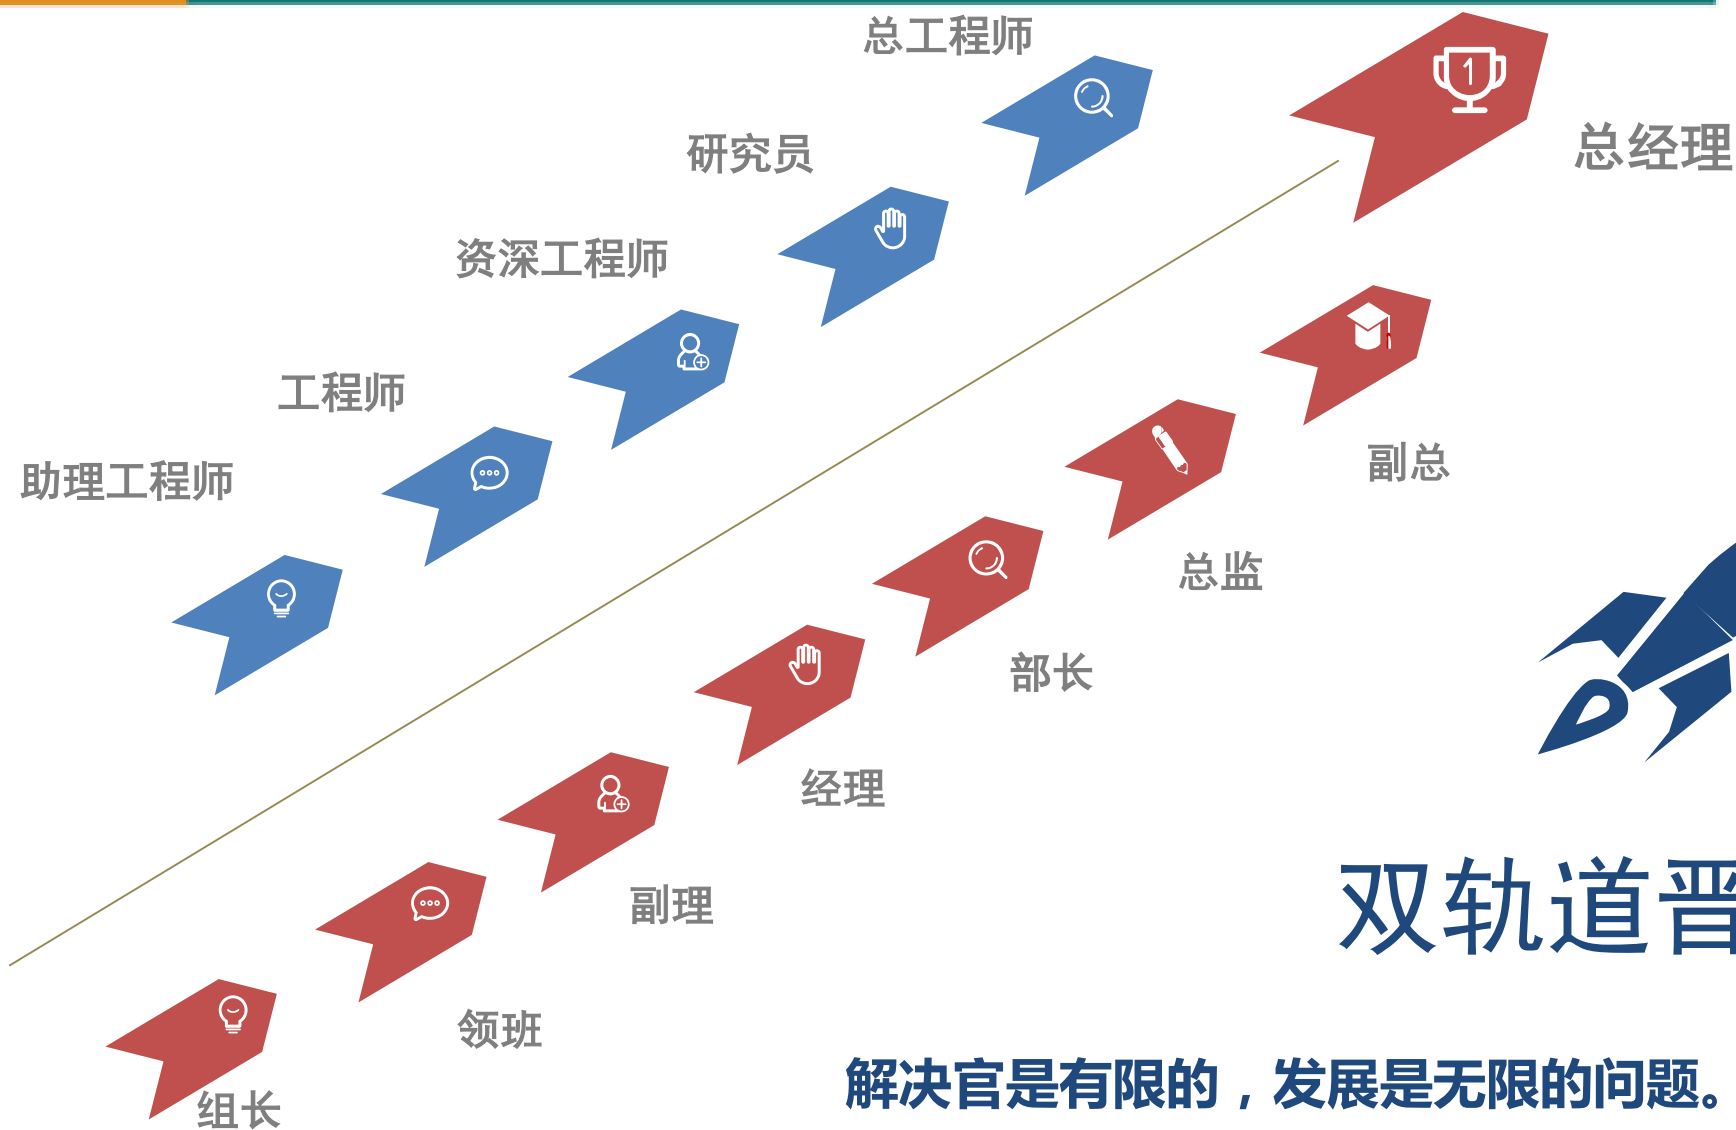 总工程师
总经理
研究员
资深工程师
工程师
助理工程师
副总
总监
部长
经理
副理
领班
组长
1
双轨道晋
解决官是有限的，发展是无限的问题。